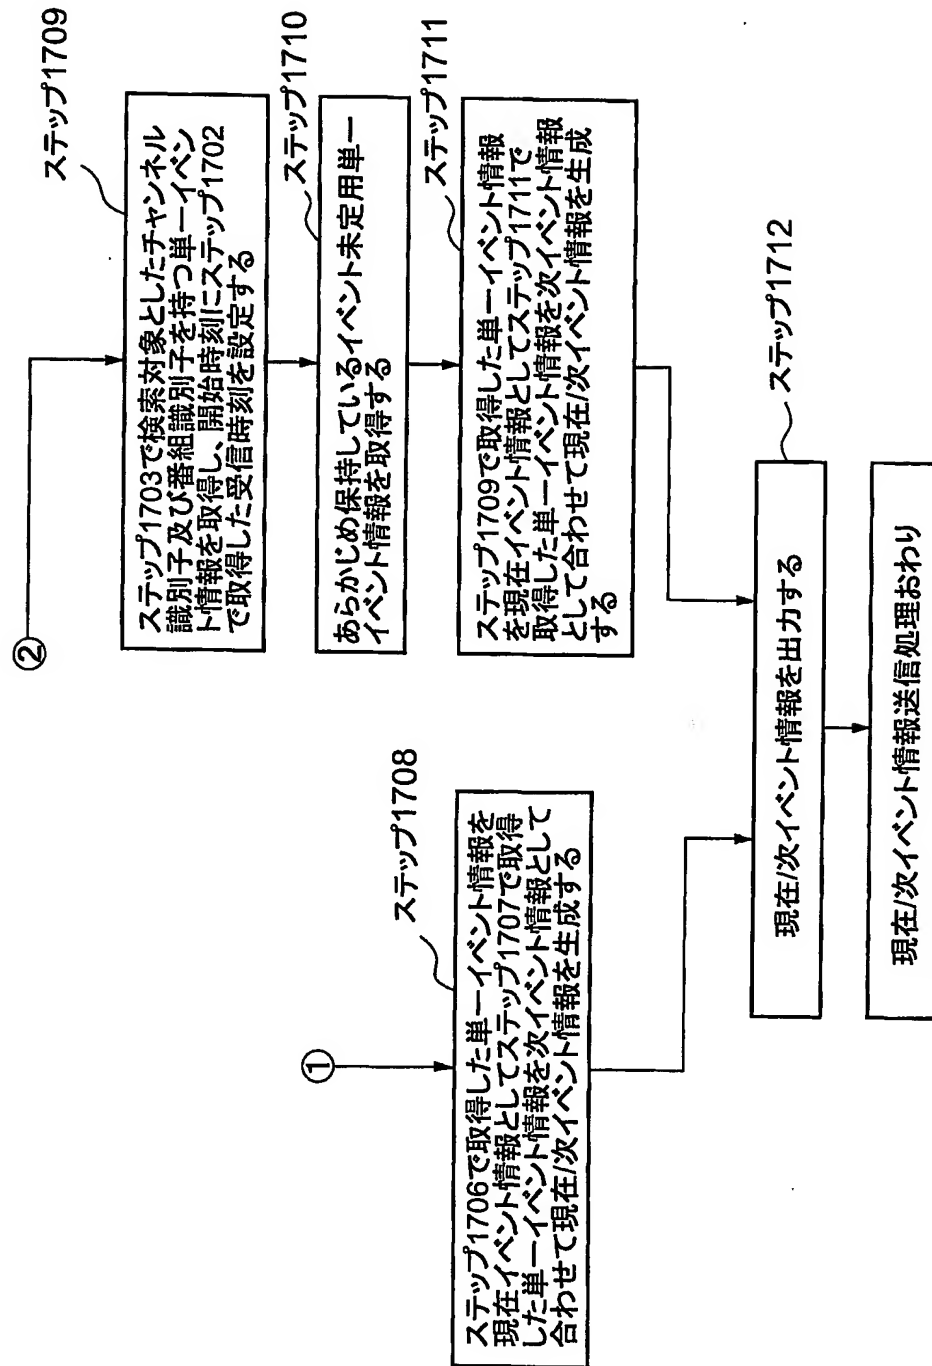 ①
ステップ1708
ステップ1706で取得した単一イベント情報を
現在イベント情報としてステップ1707で取得
した単一イベント情報を次イベント情報として
合わせて現在/次イベント情報を生成する
②
ステップ1709
ステップ1703で検索対象としたチャンネル
識別子及び番組識別子を持つ単一イベン
ト情報を取得し、開始時刻にステップ1702
で取得した受信時刻を設定する
ステップ1710
あらかじめ保持しているイベント未定用単一
イベント情報を取得する
ステップ1711
ステップ1709で取得した単一イベント情報
を現在イベント情報としてステップ1711で
取得した単一イベント情報を次イベント情報
として合わせて現在/次イベント情報を生成
する
ステップ1712
現在/次イベント情報を出力する
現在/次イベント情報送信処理おわり